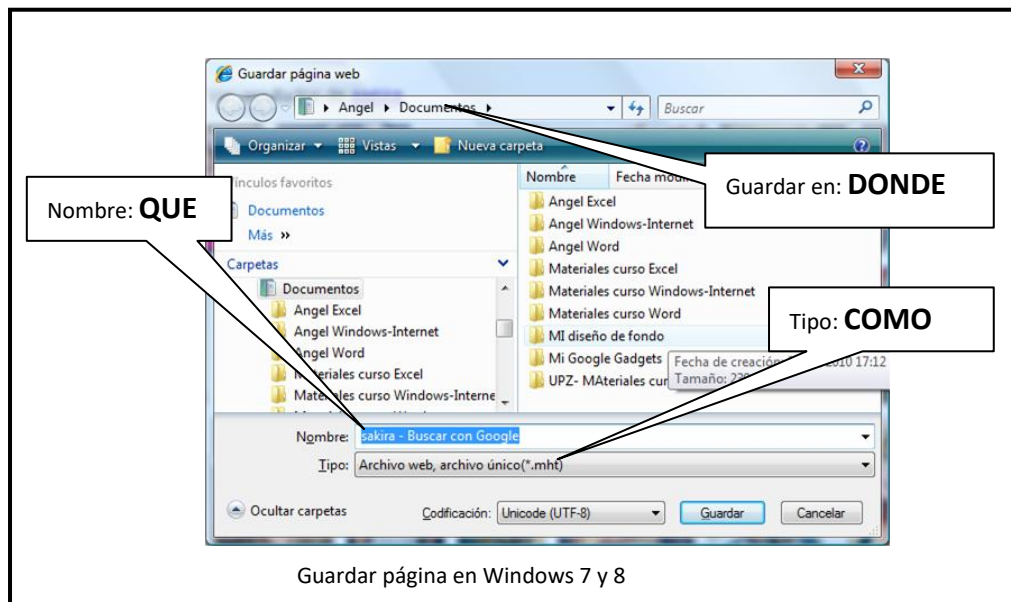 Guardar página web
Angel Documentos
Buscar
Organizar Vistas Nueva carpeta
Nombre: QUE
Guardar en: DONDE
Tipo: COMO
vínculos favoritos
Documentos
Más »
Carpetas
Documentos
Angel Excel
Angel Windows-Internet
Angel Word
Materiales curso Excel
Materiales curso Windows-Interne
Nombre Fecha
Angel Excel
Angel Windows-Internet
Angel Word
Materiales curso Excel
Materiales curso Windows-Internet
Materiales curso Word
MI diseño de fondo
Mi Google Gadgets
UPZ- MAteriales
Fecha de creación: 2010 17:12
Tamaño:
Nombre: sakira - Buscar con Google
Tipo: Archivo web, archivo único(*.mht)
Ocultar carpetas Codificación: Unicode (UTF-8) Guardar Cancelar
Guardar página en Windows 7 y 8